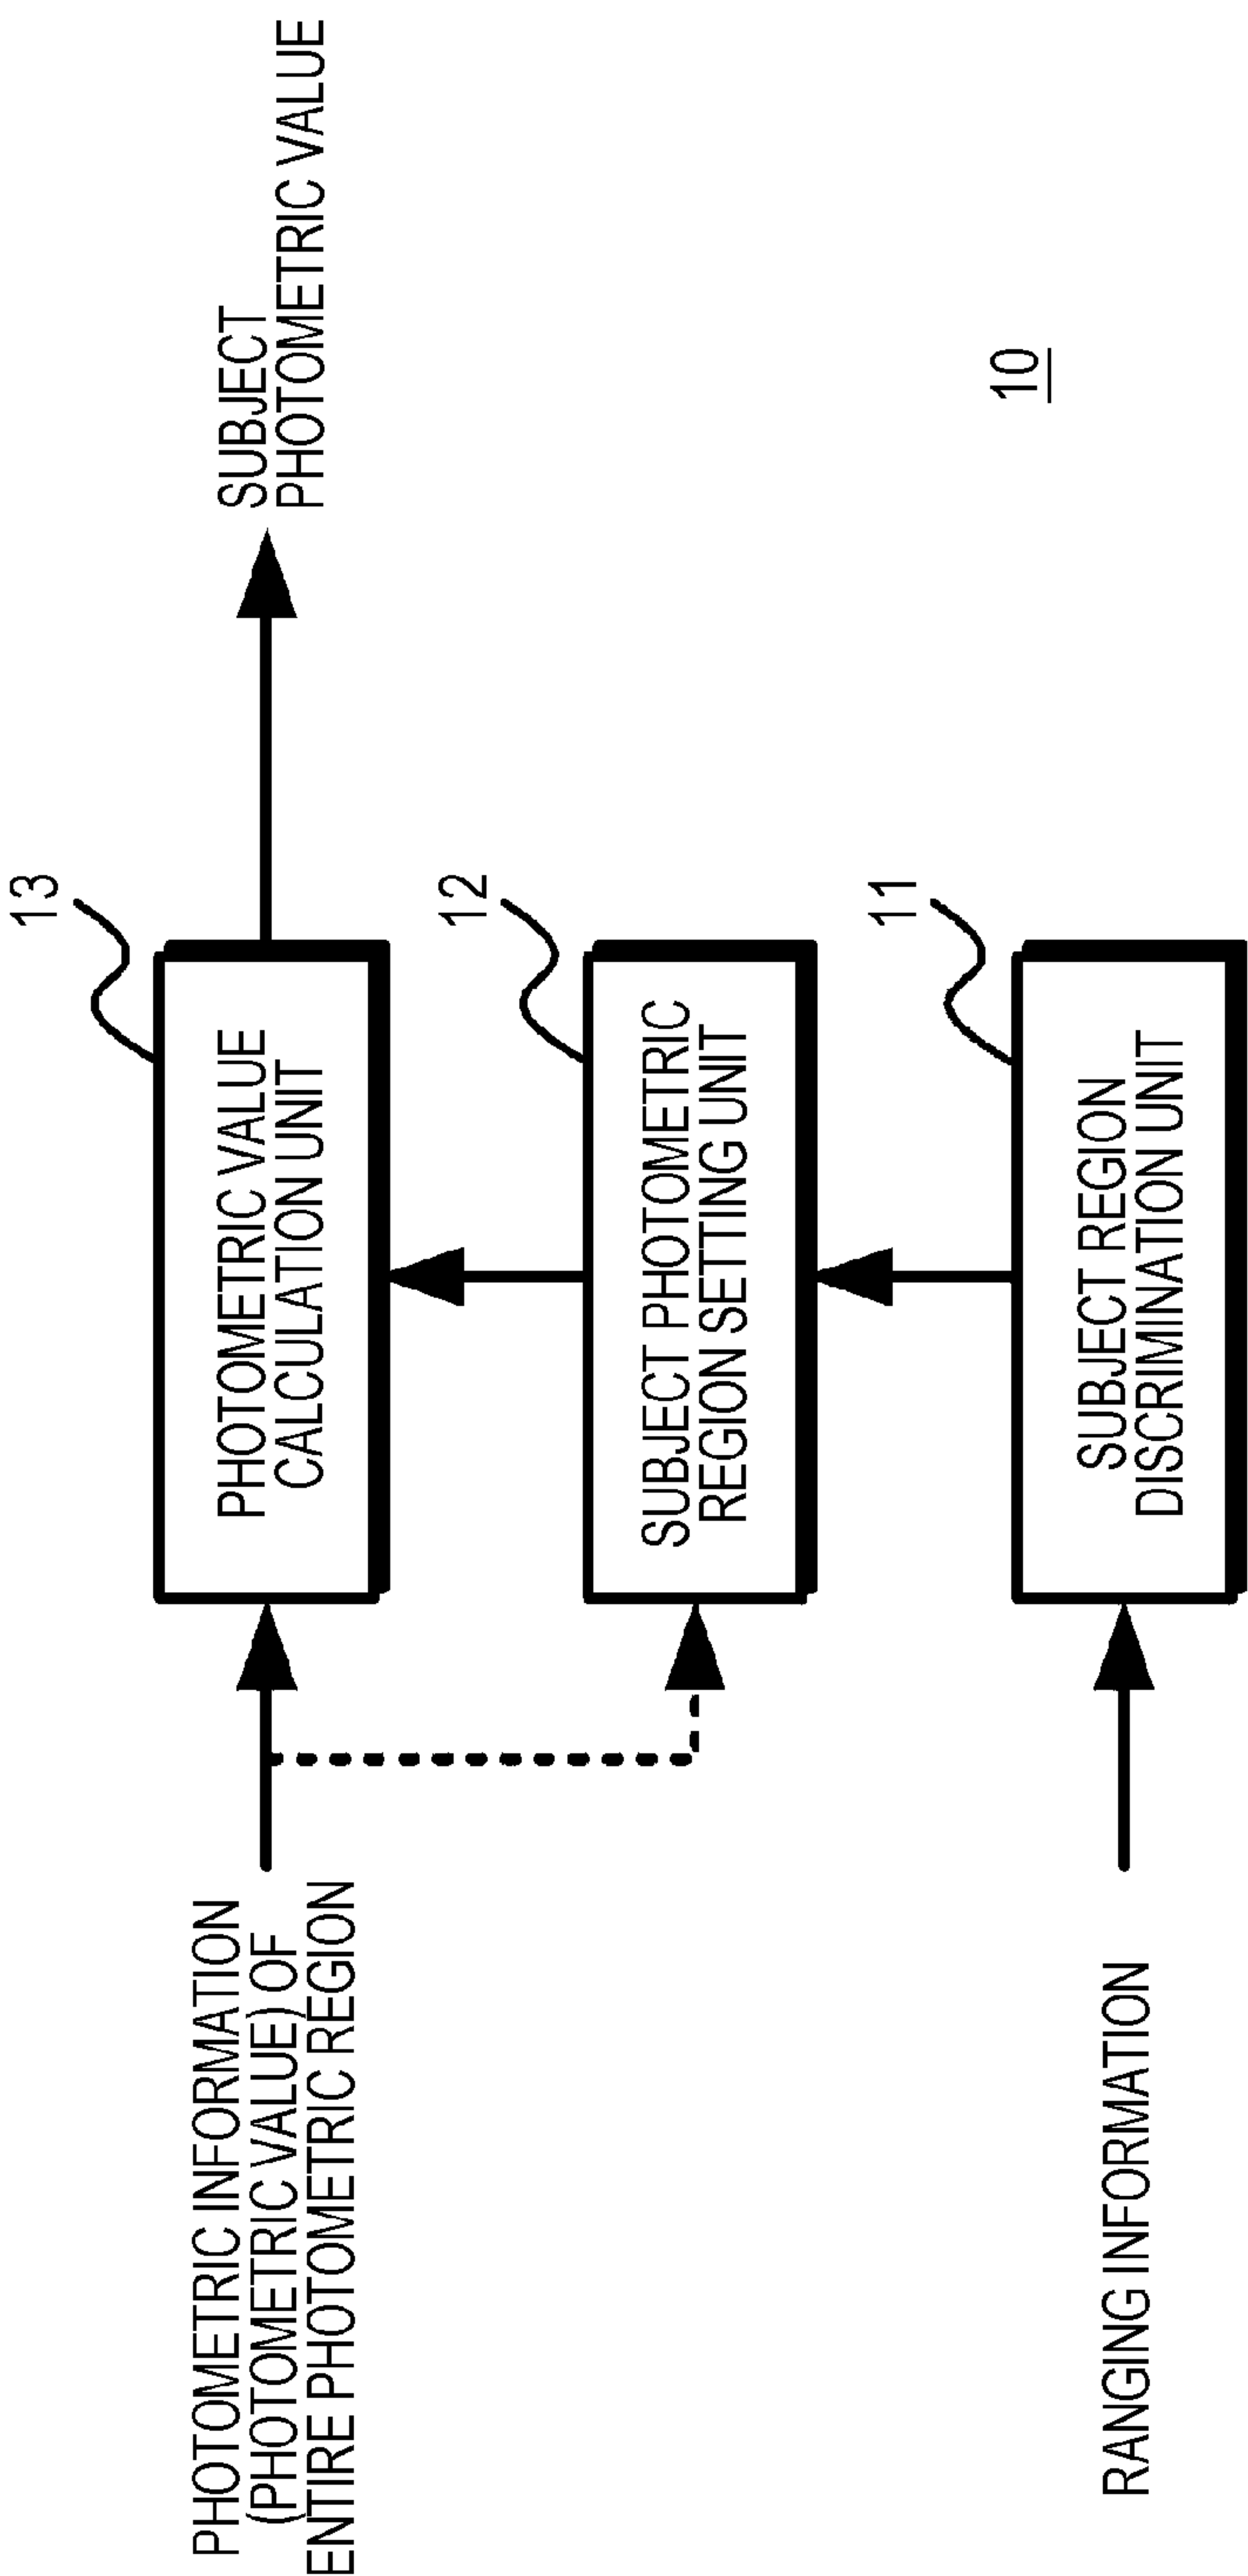 PHOTOMETRIC INFORMATION
(PHOTOMETRIC VALUE) OF
ENTIRE PHOTOMETRIC REGION
13
PHOTOMETRIC VALUE
CALCULATION UNIT
SUBJECT
PHOTOMETRIC VALUE
12
SUBJECT PHOTOMETRIC
REGION SETTING UNIT
11
RANGING INFORMATION
SUBJECT REGION
DISCRIMINATION UNIT
10